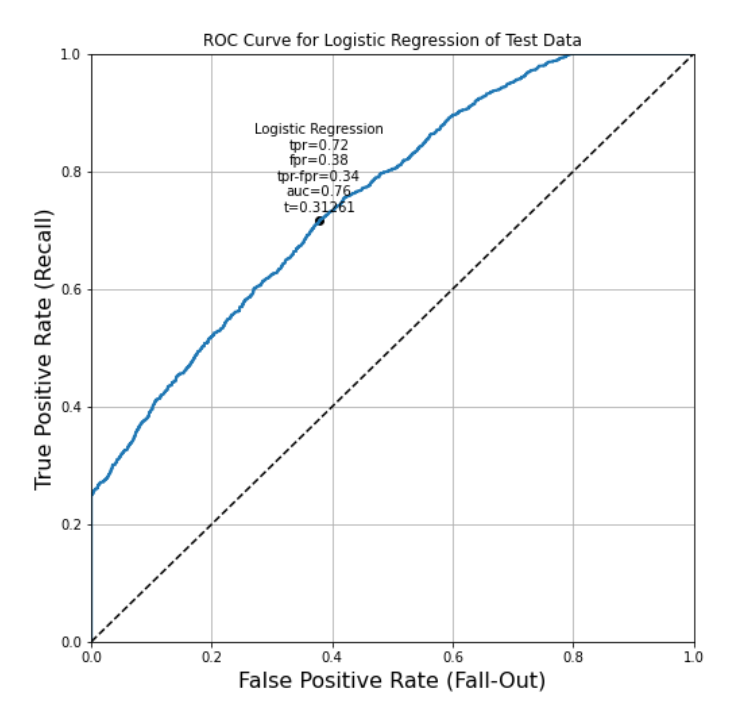 ROC Curve for Logistic Regression of Test Data
1.0
Logistic Regression
tpr=0.72
fpr=0.38
tpr-fpr=0.34
auc=0.76
t=0.31261
0.8
0.6
0.4
0.2
0.0
True Positive Rate (Recall)
0.0 0.2 0.4 0.6 0.8 1.0
False Positive Rate (Fall-Out)